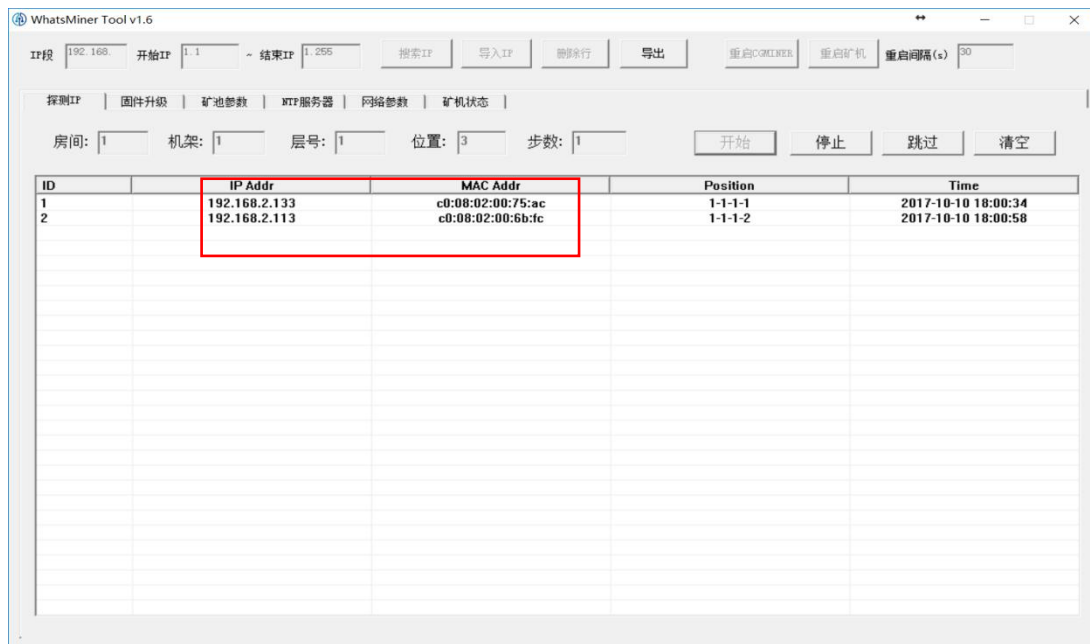 WhatsMiner Tool v1.6
IP段 192.168. 开始IP 1.1 ~ 结束IP 1.255 搜索IP 导入IP 删除行 导出 重启CGMINER 重启矿机 重启间隔(s) 30
探测IP 固件升级 矿池参数 NTP服务器 网络参数 矿机状态
房间: 1 机架: 1 层号: 1 位置: 3 步数: 1 开始 停止 跳过 清空
ID IP Addr MAC Addr Position Time
1 192.168.2.133 c0:08:02:00:75:ac 1-1-1-1 2017-10-10 18:00:34
2 192.168.2.113 c0:08:02:00:6b:fc 1-1-1-2 2017-10-10 18:00:58